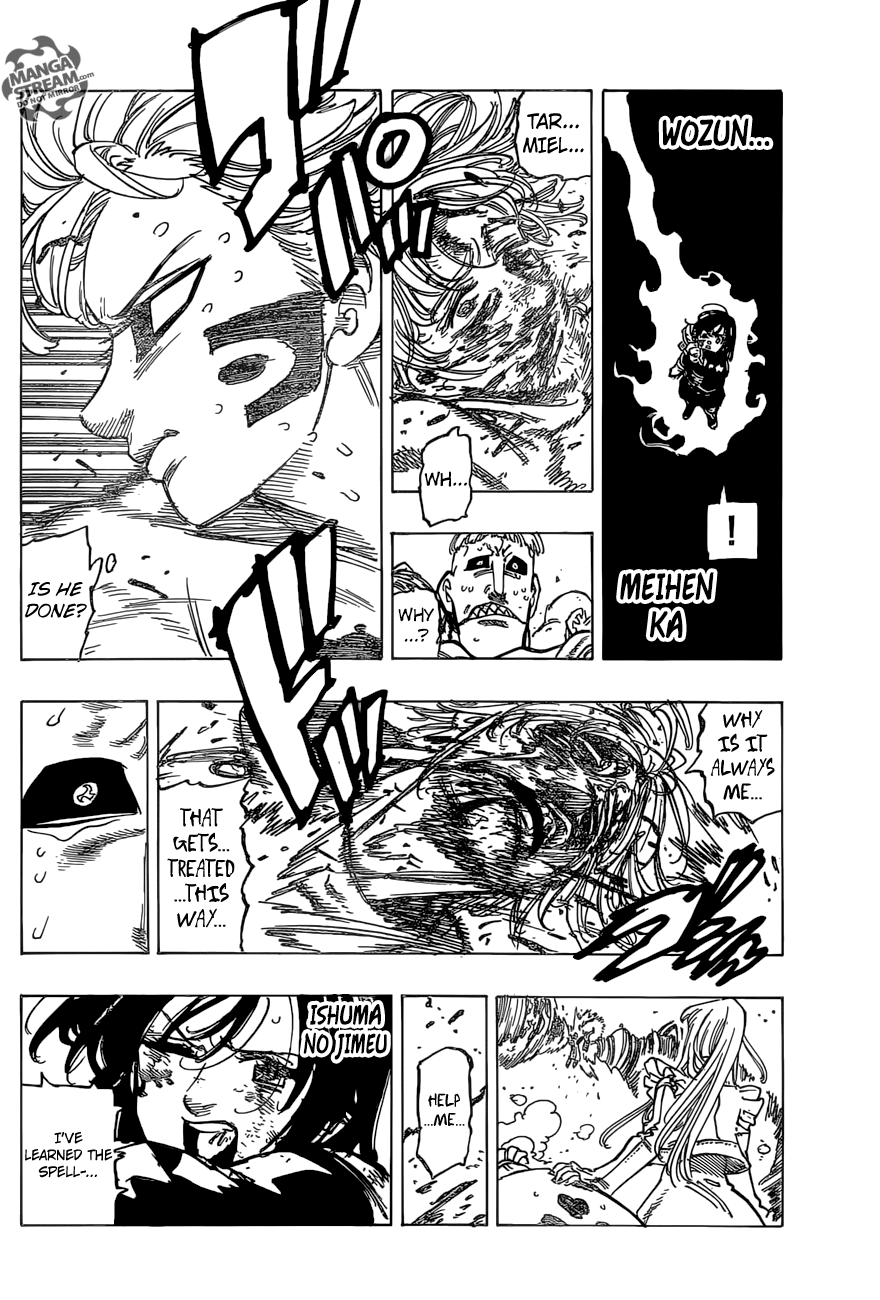 MANGA
STREAM.com
DO NOT MIRROR!
WOZUN...
!
MEIHEN
KA
TAR...
MIEL...
WH...
WHY
...?
IS HE
DONE?
WHY
IS IT
ALWAYS
ME...
THAT
GETS...
TREATED
...THIS
WAY...
HELP
...ME...
ISHUMA
NO JIMEU
I'VE
LEARNED THE
SPELL-...